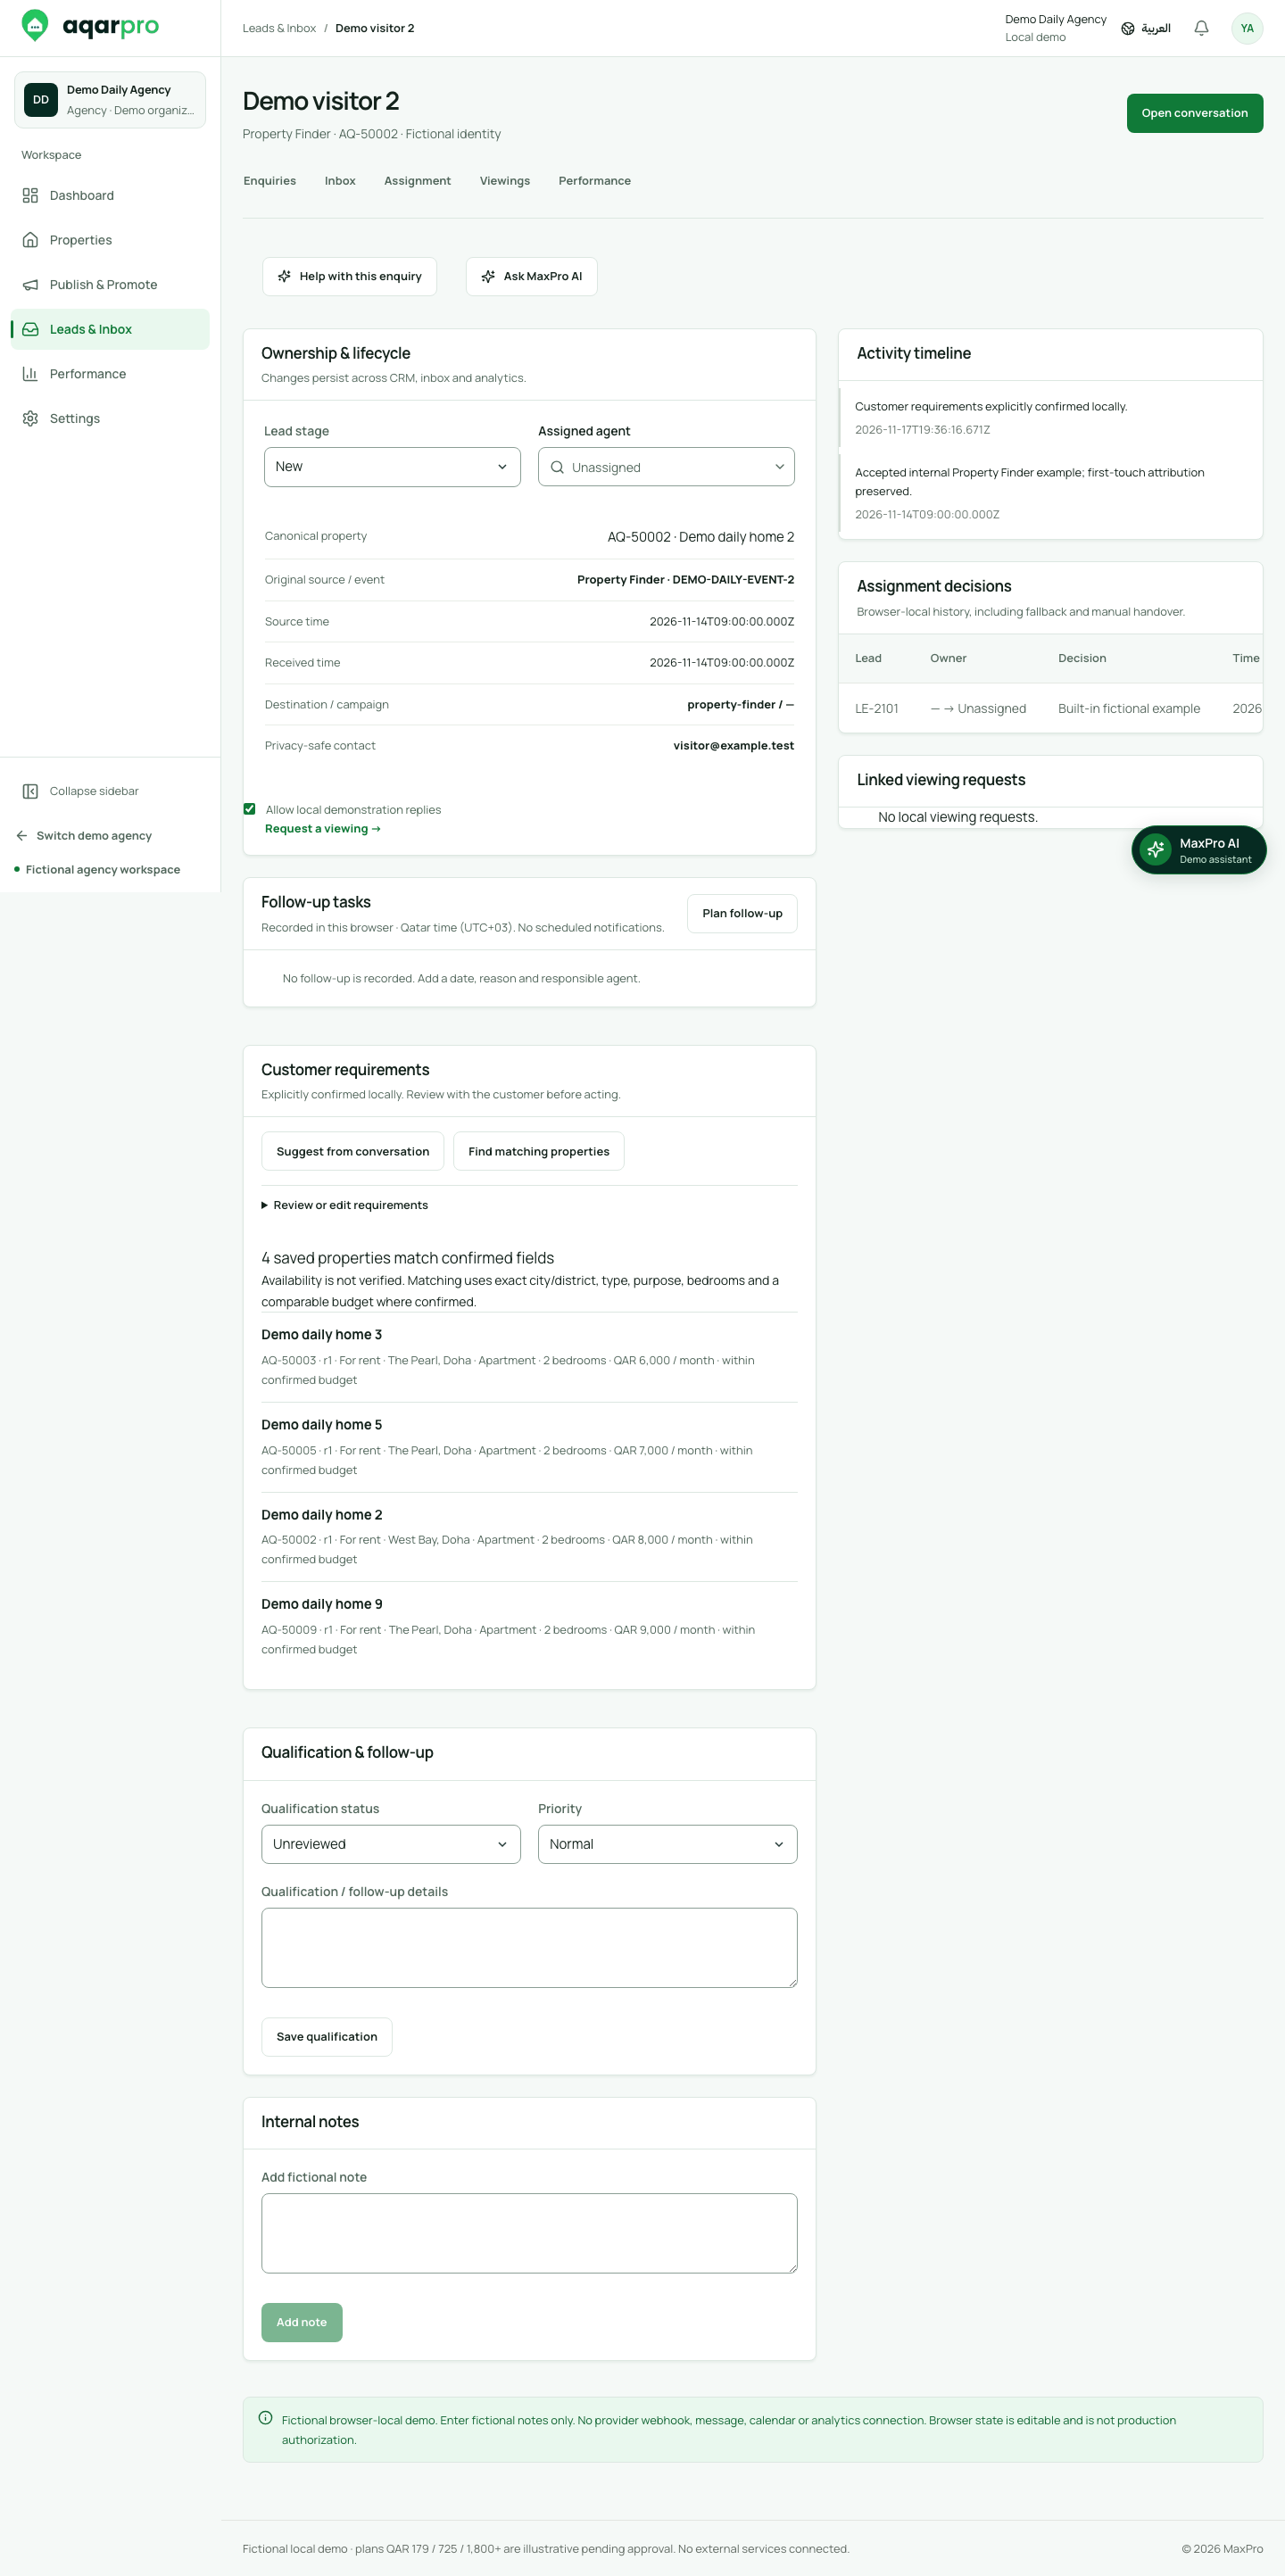 aqarpro
Leads & Inbox / Demo visitor 2
Demo Daily Agency
Local demo
العربية
YA
DD
Demo Daily Agency
Agency · Demo organiz...
Workspace
Dashboard
Properties
Publish & Promote
Leads & Inbox
Performance
Settings
Collapse sidebar
Switch demo agency
Fictional agency workspace
Demo visitor 2
Property Finder · AQ-50002 · Fictional identity
Open conversation
Enquiries Inbox Assignment Viewings Performance
Help with this enquiry
Ask MaxPro AI
Ownership & lifecycle
Changes persist across CRM, inbox and analytics.
Lead stage
New
Assigned agent
Unassigned
Canonical property AQ-50002 · Demo daily home 2
Original source / event Property Finder · DEMO-DAILY-EVENT-2
Source time 2026-11-14T09:00:00.000Z
Received time 2026-11-14T09:00:00.000Z
Destination / campaign property-finder / —
Privacy-safe contact visitor@example.test
Allow local demonstration replies
Request a viewing →
Follow-up tasks
Recorded in this browser · Qatar time (UTC+03). No scheduled notifications.
Plan follow-up
No follow-up is recorded. Add a date, reason and responsible agent.
Customer requirements
Explicitly confirmed locally. Review with the customer before acting.
Suggest from conversation
Find matching properties
Review or edit requirements
4 saved properties match confirmed fields
Availability is not verified. Matching uses exact city/district, type, purpose, bedrooms and a
comparable budget where confirmed.
Demo daily home 3
AQ-50003 · r1 · For rent · The Pearl, Doha · Apartment · 2 bedrooms · QAR 6,000 / month · within
confirmed budget
Demo daily home 5
AQ-50005 · r1 · For rent · The Pearl, Doha · Apartment · 2 bedrooms · QAR 7,000 / month · within
confirmed budget
Demo daily home 2
AQ-50002 · r1 · For rent · West Bay, Doha · Apartment · 2 bedrooms · QAR 8,000 / month · within
confirmed budget
Demo daily home 9
AQ-50009 · r1 · For rent · The Pearl, Doha · Apartment · 2 bedrooms · QAR 9,000 / month · within
confirmed budget
Qualification & follow-up
Qualification status
Unreviewed
Priority
Normal
Qualification / follow-up details
Save qualification
Internal notes
Add fictional note
Add note
Activity timeline
Customer requirements explicitly confirmed locally.
2026-11-17T19:36:16.671Z
Accepted internal Property Finder example; first-touch attribution
preserved.
2026-11-14T09:00:00.000Z
Assignment decisions
Browser-local history, including fallback and manual handover.
Lead Owner Decision Time
LE-2101 — → Unassigned Built-in fictional example 2026
Linked viewing requests
No local viewing requests.
MaxPro AI
Demo assistant
Fictional browser-local demo. Enter fictional notes only. No provider webhook, message, calendar or analytics connection. Browser state is editable and is not production
authorization.
Fictional local demo · plans QAR 179 / 725 / 1,800+ are illustrative pending approval. No external services connected.
© 2026 MaxPro